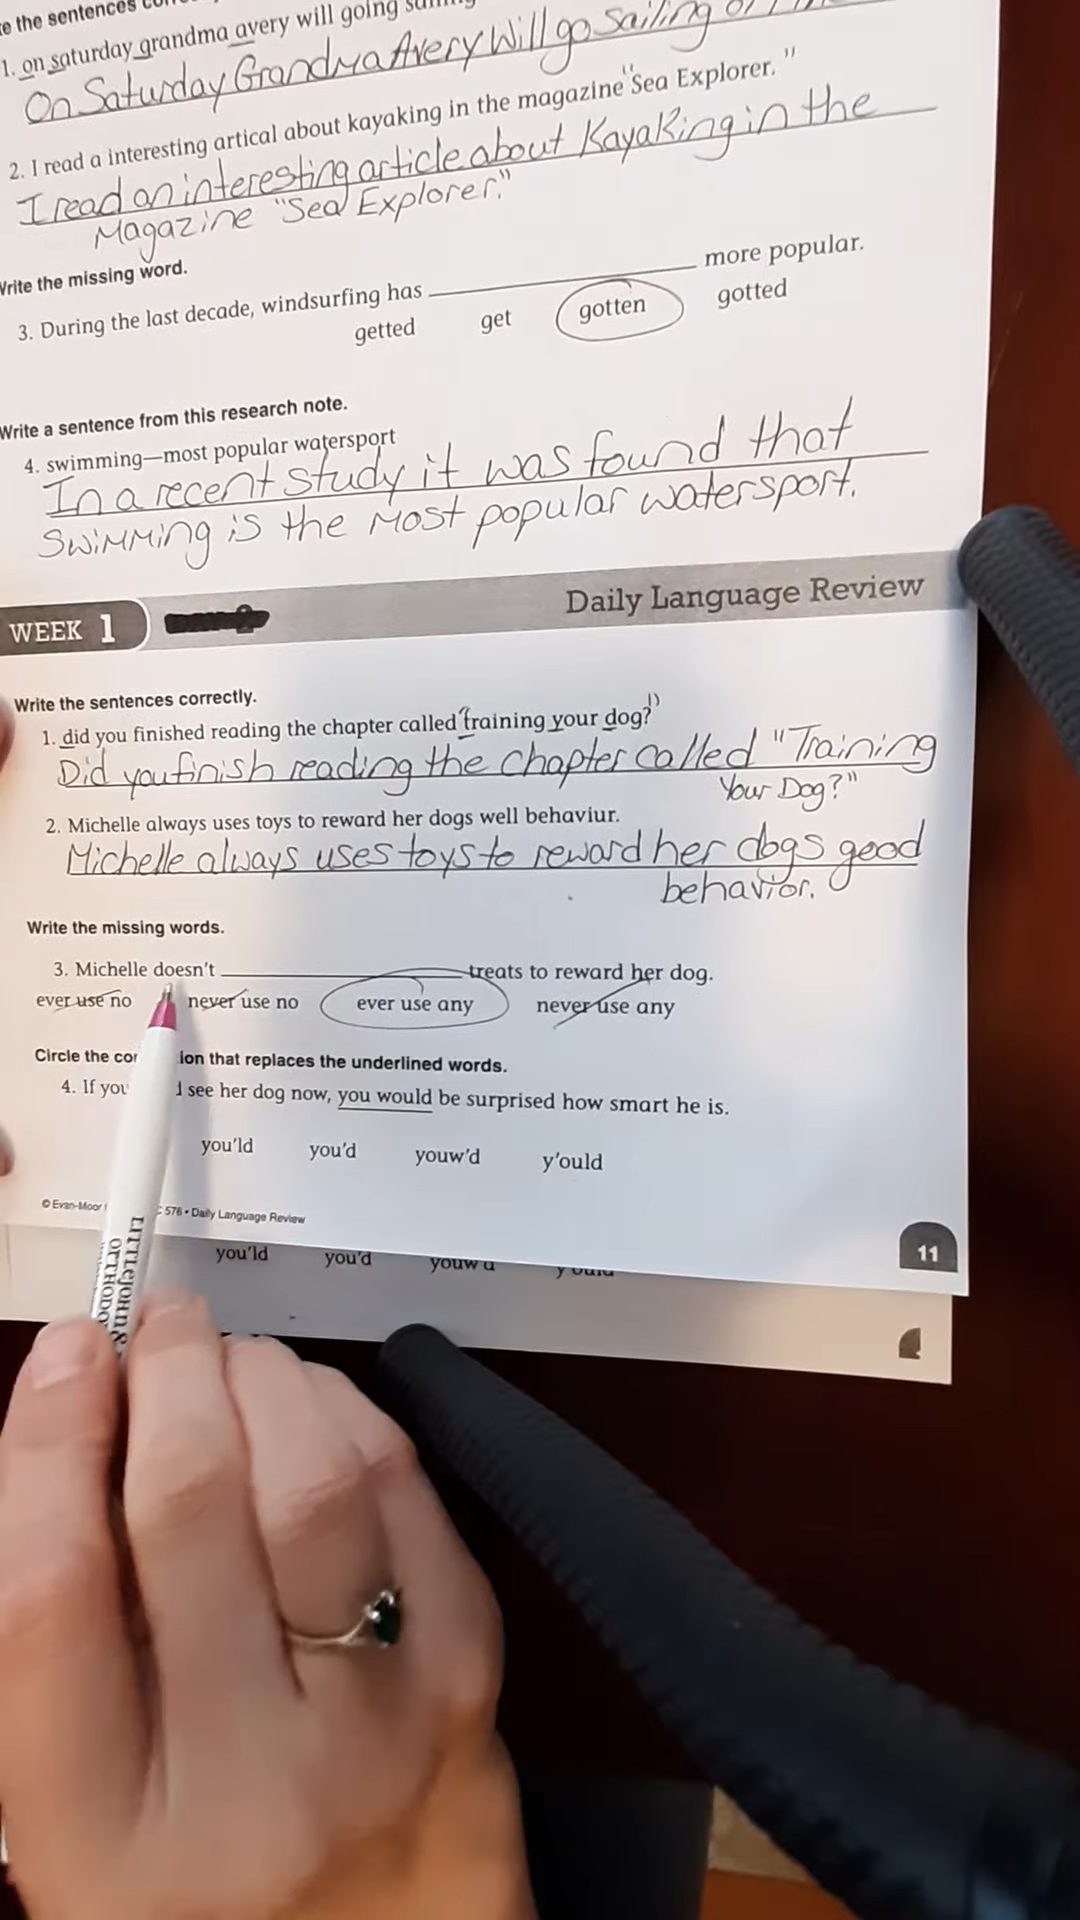 the sentences
1. on saturday grandma avery will going
On Saturday Grandma Avery Will go Sailing
2. I read a interesting artical about kayaking in the magazine "Sea Explorer."
I read an interesting article about Kayaking in the
Magazine "Sea Explorer."
Write the missing word.
3. During the last decade, windsurfing has ____ more popular.
getted get gotten gotted
Write a sentence from this research note.
4. swimming—most popular watersport
In a recent study it was found that
Swimming is the Most popular watersport.
WEEK 1
Daily Language Review
Write the sentences correctly.
1. did you finished reading the chapter called "training your dog?"
Did you finish reading the chapter called "Training
Your Dog?"
2. Michelle always uses toys to reward her dogs well behaviur.
Michelle always uses toys to reward her dogs good
behavior.
Write the missing words.
3. Michelle doesn't ____ treats to reward her dog.
ever use no never use no ever use any never use any
Circle the that replaces the underlined words.
4. If you see her dog now, you would be surprised how smart he is.
you'ld you'd youw'd y'ould
© Evan-Moor 576 • Daily Language Review
11
you'ld you'd
LITTLEJOHN &